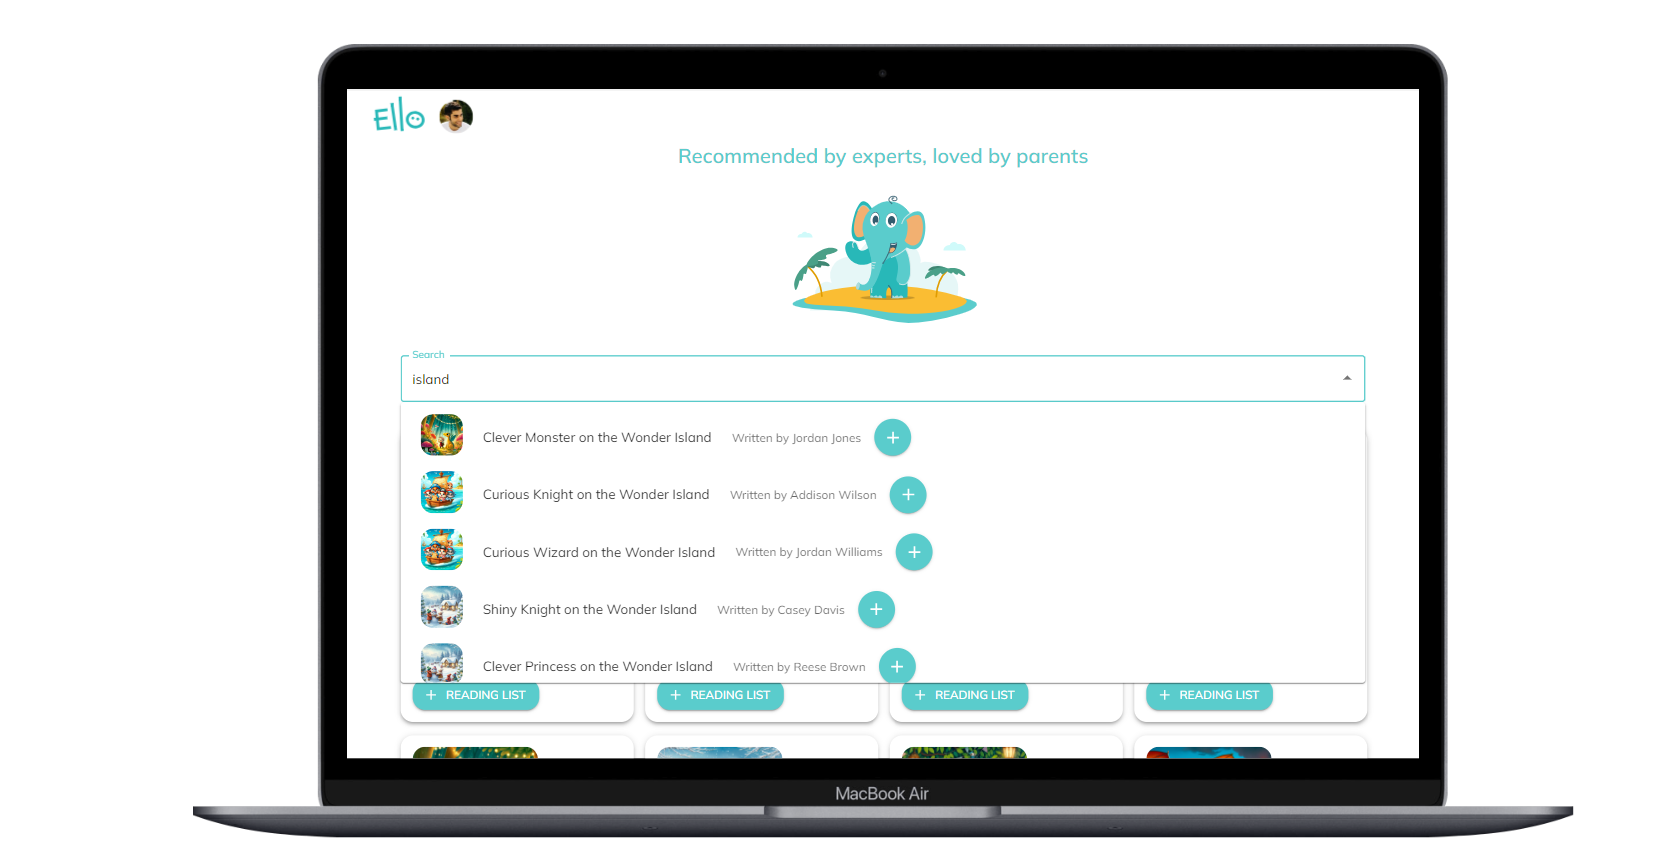 Ello
Recommended by experts, loved by parents
Search
island
Clever Monster on the Wonder Island Written by Jordan Jones
Curious Knight on the Wonder Island Written by Addison Wilson
Curious Wizard on the Wonder Island Written by Jordan Williams
Shiny Knight on the Wonder Island Written by Casey Davis
Clever Princess on the Wonder Island Written by Reese Brown
+ READING LIST + READING LIST + READING LIST + READING LIST
MacBook Air